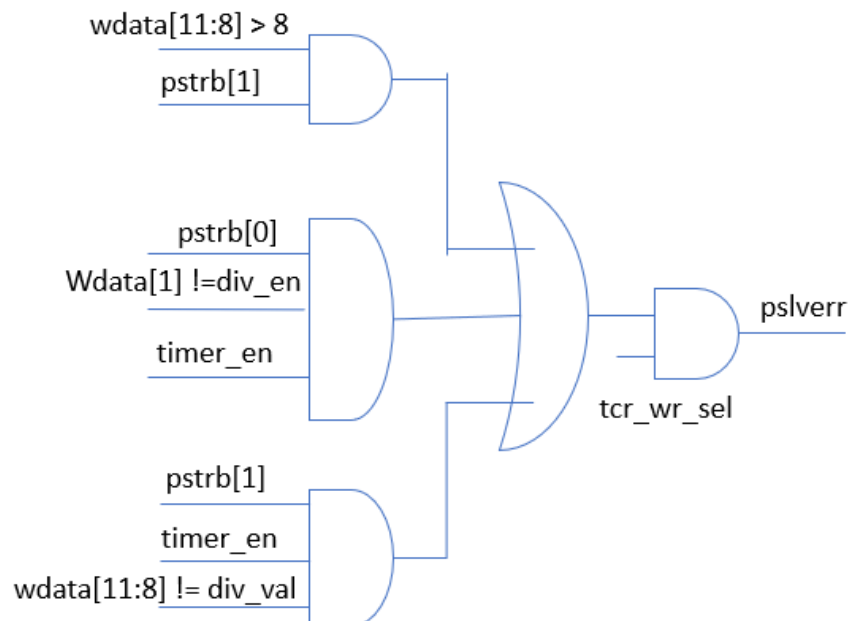 wdata[11:8] > 8
pstrb[1]
pstrb[0]
Wdata[1] !=div_en
timer_en
pslverr
tcr_wr_sel
pstrb[1]
timer_en
wdata[11:8] != div_val